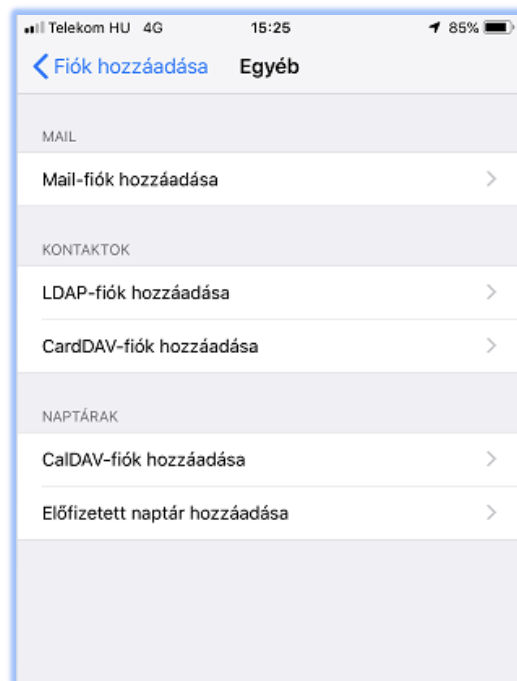 Telekom HU 4G 15:25 85%
Fiók hozzáadása Egyéb
MAIL
Mail-fiók hozzáadása
KONTAKTOK
LDAP-fiók hozzáadása
CardDAV-fiók hozzáadása
NAPTÁRAK
CalDAV-fiók hozzáadása
Előfizetett naptár hozzáadása